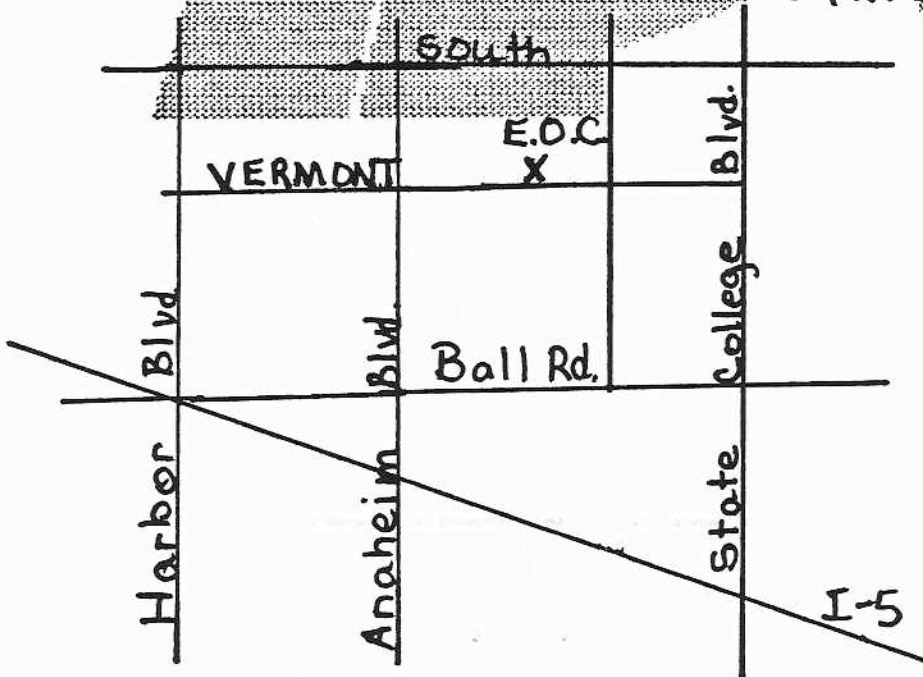 South
E.O.C.
X
VERMONT
Harbor Blvd.
Anaheim Blvd.
Ball Rd.
State College Blvd.
I-5